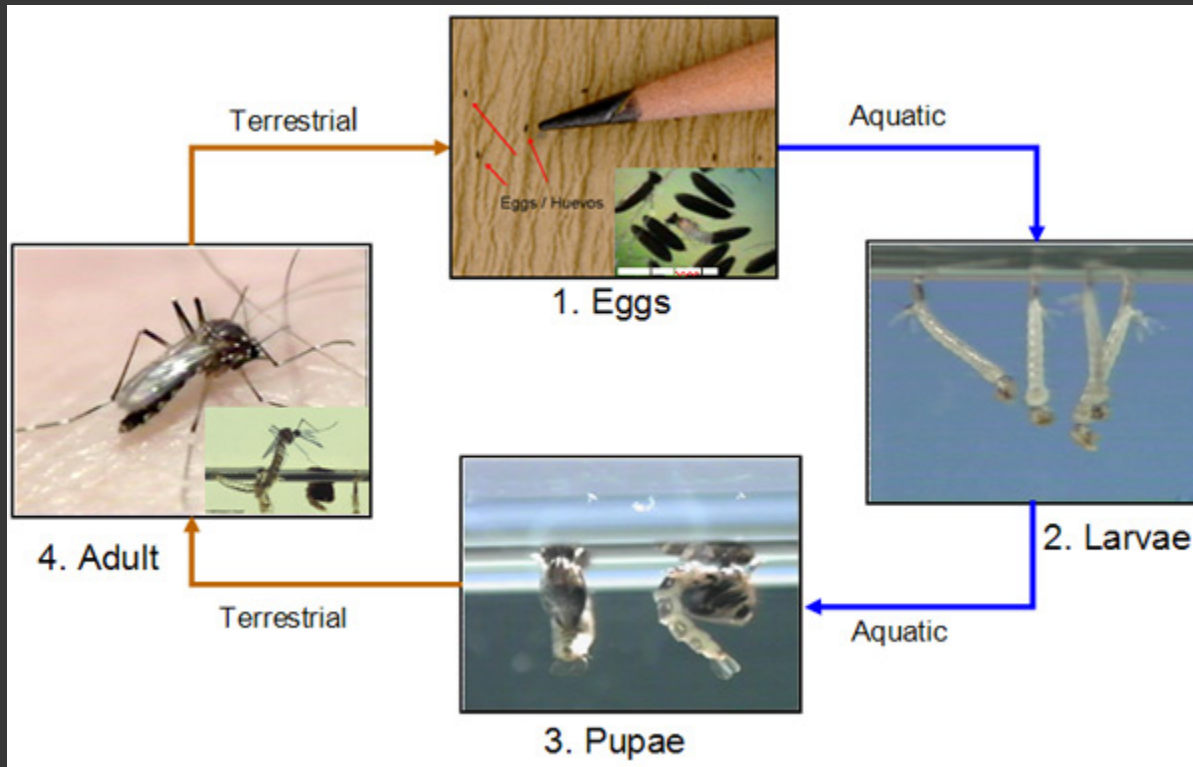 Terrestrial
Aquatic
Eggs / Huevos
1. Eggs
4. Adult
2. Larvae
Terrestrial
Aquatic
3. Pupae